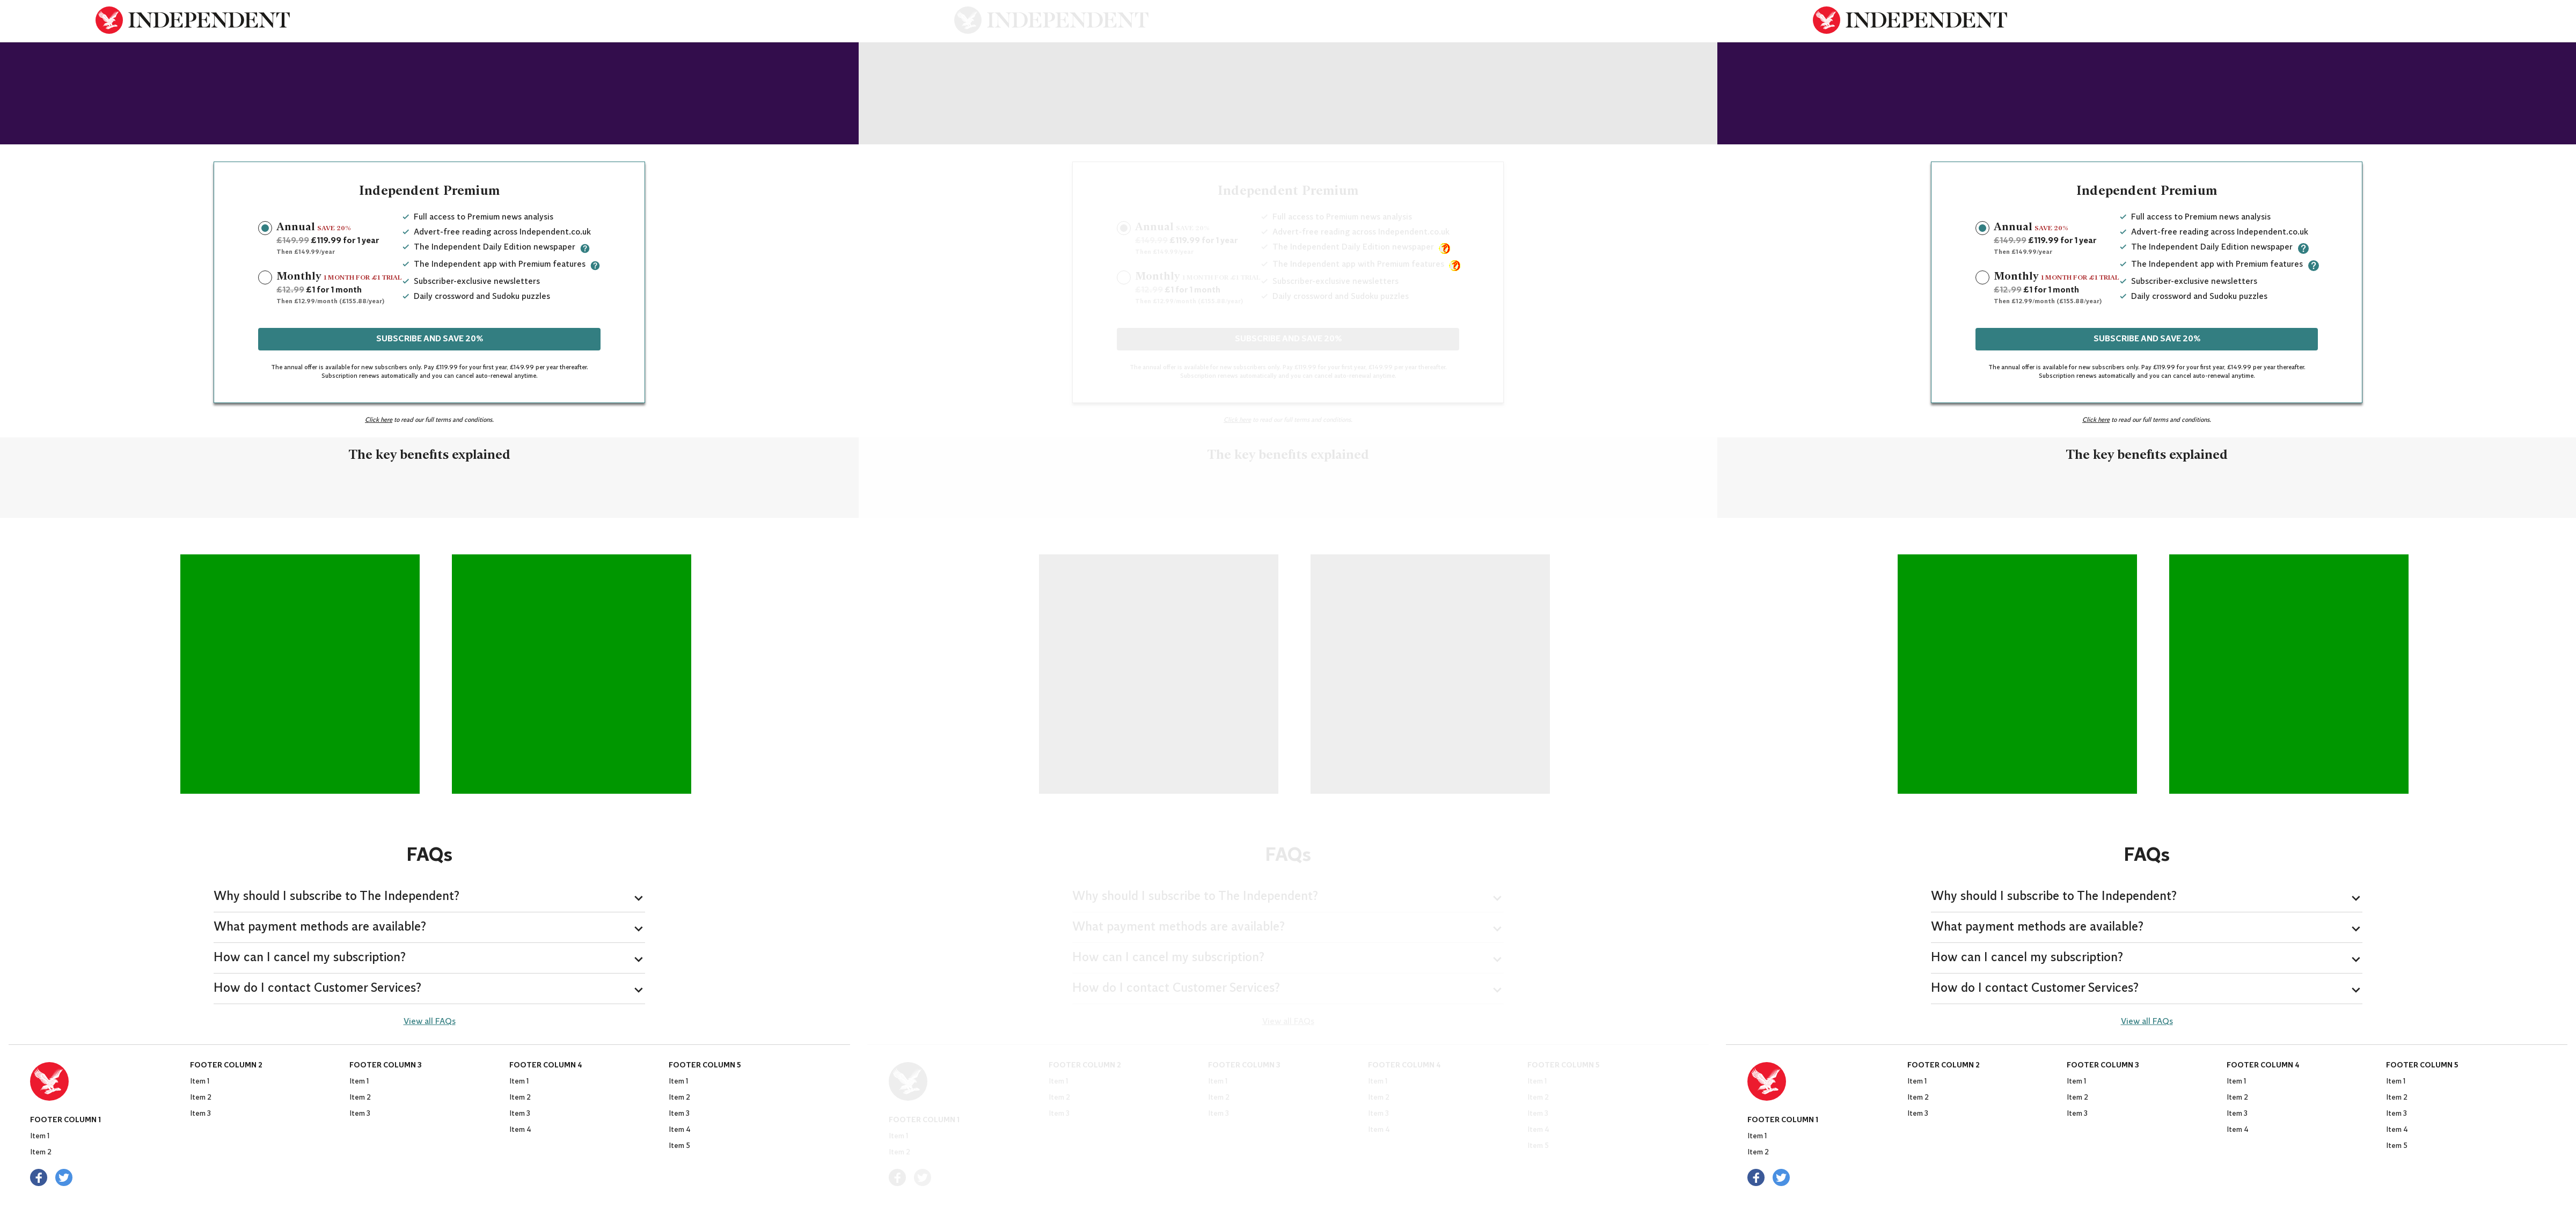 INDEPENDENT
Independent Premium
Annual SAVE 20%
£149.99 £119.99 for 1 year
Then £149.99/year
Monthly 1 MONTH FOR £1 TRIAL
£12.99 £1 for 1 month
Then £12.99/month (£155.88/year)
Full access to Premium news analysis
Advert-free reading across Independent.co.uk
The Independent Daily Edition newspaper ?
The Independent app with Premium features ?
Subscriber-exclusive newsletters
Daily crossword and Sudoku puzzles
SUBSCRIBE AND SAVE 20%
The annual offer is available for new subscribers only. Pay £119.99 for your first year, £149.99 per year thereafter.
Subscription renews automatically and you can cancel auto-renewal anytime.
Click here to read our full terms and conditions.
The key benefits explained
FAQs
Why should I subscribe to The Independent?
What payment methods are available?
How can I cancel my subscription?
How do I contact Customer Services?
View all FAQs
FOOTER COLUMN 1
Item 1
Item 2
FOOTER COLUMN 2
Item 1
Item 2
Item 3
FOOTER COLUMN 3
Item 1
Item 2
Item 3
FOOTER COLUMN 4
Item 1
Item 2
Item 3
Item 4
FOOTER COLUMN 5
Item 1
Item 2
Item 3
Item 4
Item 5
INDEPENDENT
Independent Premium
Annual SAVE 20%
£149.99 £119.99 for 1 year
Then £149.99/year
Monthly 1 MONTH FOR £1 TRIAL
£12.99 £1 for 1 month
Then £12.99/month (£155.88/year)
Full access to Premium news analysis
Advert-free reading across Independent.co.uk
The Independent Daily Edition newspaper
The Independent app with Premium features
Subscriber-exclusive newsletters
Daily crossword and Sudoku puzzles
SUBSCRIBE AND SAVE 20%
The annual offer is available for new subscribers only. Pay £119.99 for your first year, £149.99 per year thereafter.
Subscription renews automatically and you can cancel auto-renewal anytime.
Click here to read our full terms and conditions.
The key benefits explained
FAQs
Why should I subscribe to The Independent?
What payment methods are available?
How can I cancel my subscription?
How do I contact Customer Services?
View all FAQs
FOOTER COLUMN 1
Item 1
Item 2
FOOTER COLUMN 2
Item 1
Item 2
Item 3
FOOTER COLUMN 3
Item 1
Item 2
Item 3
FOOTER COLUMN 4
Item 1
Item 2
Item 3
Item 4
FOOTER COLUMN 5
Item 1
Item 2
Item 3
Item 4
Item 5
INDEPENDENT
Independent Premium
Annual SAVE 20%
£149.99 £119.99 for 1 year
Then £149.99/year
Monthly 1 MONTH FOR £1 TRIAL
£12.99 £1 for 1 month
Then £12.99/month (£155.88/year)
Full access to Premium news analysis
Advert-free reading across Independent.co.uk
The Independent Daily Edition newspaper ?
The Independent app with Premium features ?
Subscriber-exclusive newsletters
Daily crossword and Sudoku puzzles
SUBSCRIBE AND SAVE 20%
The annual offer is available for new subscribers only. Pay £119.99 for your first year, £149.99 per year thereafter.
Subscription renews automatically and you can cancel auto-renewal anytime.
Click here to read our full terms and conditions.
The key benefits explained
FAQs
Why should I subscribe to The Independent?
What payment methods are available?
How can I cancel my subscription?
How do I contact Customer Services?
View all FAQs
FOOTER COLUMN 1
Item 1
Item 2
FOOTER COLUMN 2
Item 1
Item 2
Item 3
FOOTER COLUMN 3
Item 1
Item 2
Item 3
FOOTER COLUMN 4
Item 1
Item 2
Item 3
Item 4
FOOTER COLUMN 5
Item 1
Item 2
Item 3
Item 4
Item 5